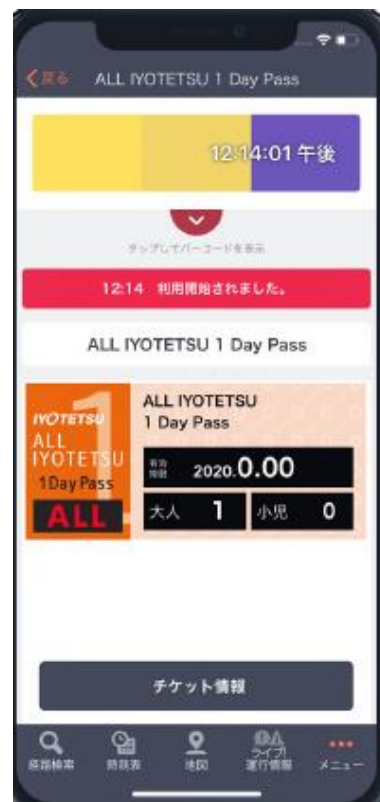 戻る ALL IYOTETSU 1 Day Pass
12:14:01 午後
タップしてバーコードを表示
12:14 利用開始されました。
ALL IYOTETSU 1 Day Pass
IYOTETSU
ALL
IYOTETSU
1Day Pass
ALL
1
ALL IYOTETSU
1 Day Pass
有効
期限 2020.0.00
大人 1 小児 0
チケット情報
経路検索 時刻表 地図 ライブ!
運行情報 メニュー